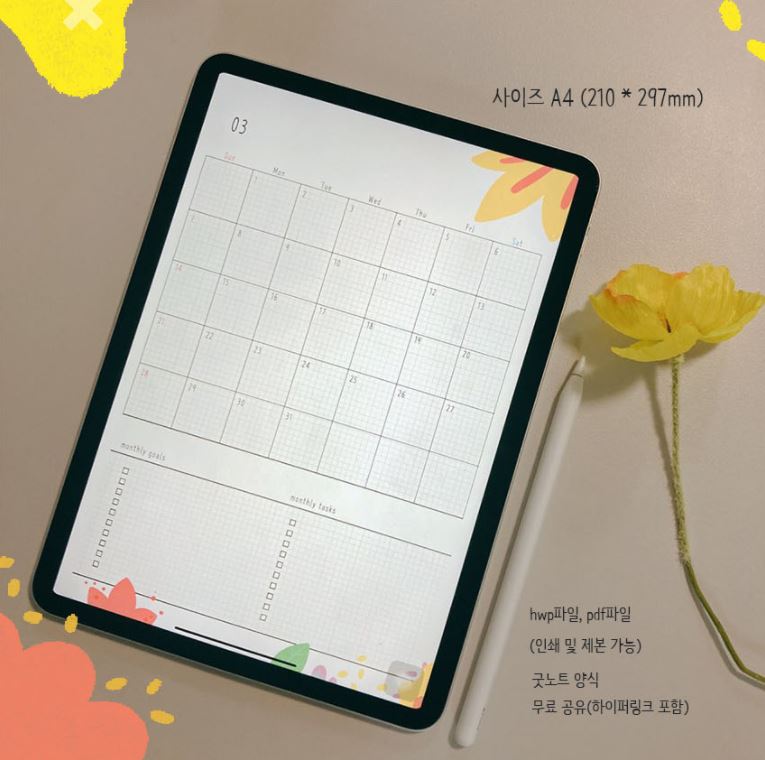 사이즈 A4 (210 * 297mm)
03
Sun Mon Tue Wed Thu Fri Sat
1 2 3 4 5 6
7 8 9 10 11 12 13
14 15 16 17 18 19 20
21 22 23 24 25 26 27
28 29 30 31
monthly goals
monthly tasks
hwp파일, pdf파일
(인쇄 및 제본 가능)
굿노트 양식
무료 공유(하이퍼링크 포함)